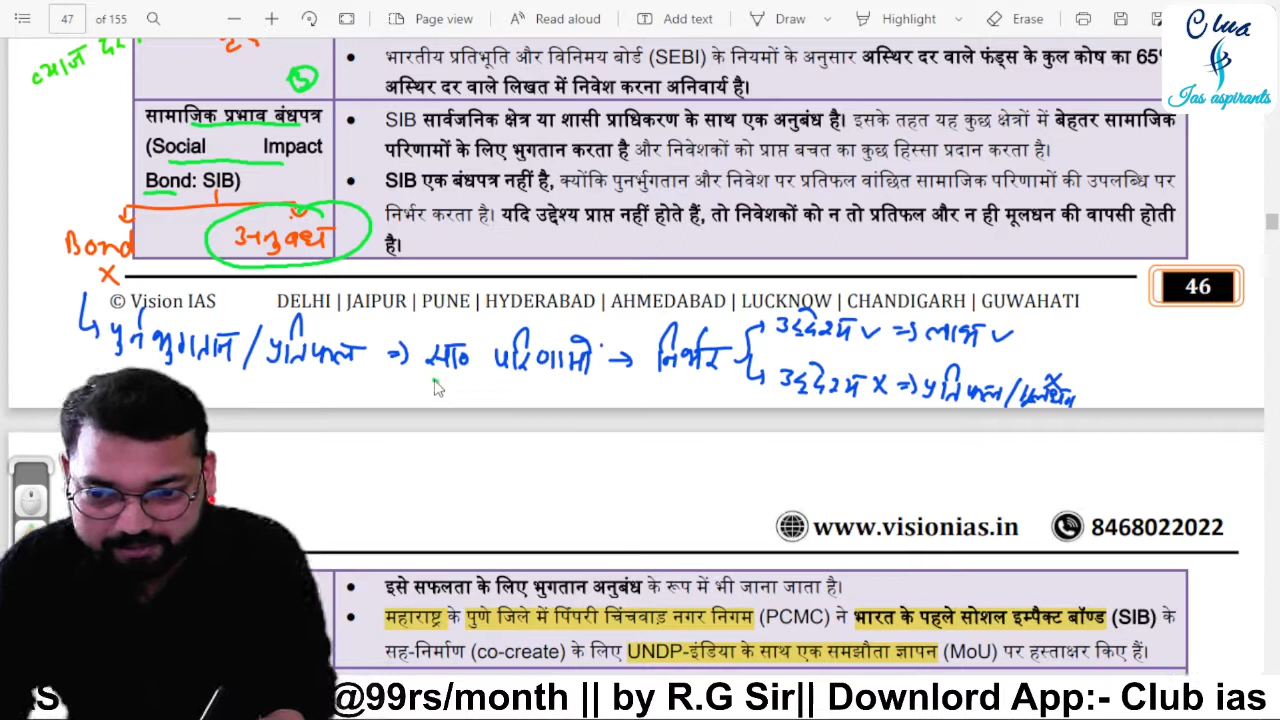 47 of 155 Page view Read aloud Add text Draw Highlight Erase
Club
Ias aspirants
ब्याज दर
भारतीय प्रतिभूति और विनिमय बोर्ड (SEBI) के नियमों के अनुसार अस्थिर दर वाले फंड्स के कुल कोष का 65%
अस्थिर दर वाले लिखत में निवेश करना अनिवार्य है।
सामाजिक प्रभाव बंधपत्र
(Social Impact
Bond: SIB)
SIB सार्वजनिक क्षेत्र या शासी प्राधिकरण के साथ एक अनुबंध है। इसके तहत यह कुछ क्षेत्रों में बेहतर सामाजिक
परिणामों के लिए भुगतान करता है और निवेशकों को प्राप्त बचत का कुछ हिस्सा प्रदान करता है।
SIB एक बंधपत्र नहीं है, क्योंकि पुनर्भुगतान और निवेश पर प्रतिफल वांछित सामाजिक परिणामों की उपलब्धि पर
निर्भर करता है। यदि उद्देश्य प्राप्त नहीं होते हैं, तो निवेशकों को न तो प्रतिफल और न ही मूलधन की वापसी होती
है।
Bond X
अनुबंध
© Vision IAS DELHI | JAIPUR | PUNE | HYDERABAD | AHMEDABAD | LUCKNOW | CHANDIGARH | GUWAHATI 46
पुर्नभुगतान / प्रतिफल ⇒ सा० परिणामों → निर्भर
उद्देश्य ✓ ⇒ लाभ ✓
उद्देश्य X ⇒ प्रतिफल / मूलधन X
www.visionias.in 8468022022
इसे सफलता के लिए भुगतान अनुबंध के रूप में भी जाना जाता है।
महाराष्ट्र के पुणे जिले में पिंपरी चिंचवाड़ नगर निगम (PCMC) ने भारत के पहले सोशल इम्पैक्ट बॉण्ड (SIB) के
सह-निर्माण (co-create) के लिए UNDP-इंडिया के साथ एक समझौता ज्ञापन (MoU) पर हस्ताक्षर किए हैं।
@99rs/month || by R.G Sir|| Downlord App:- Club ias